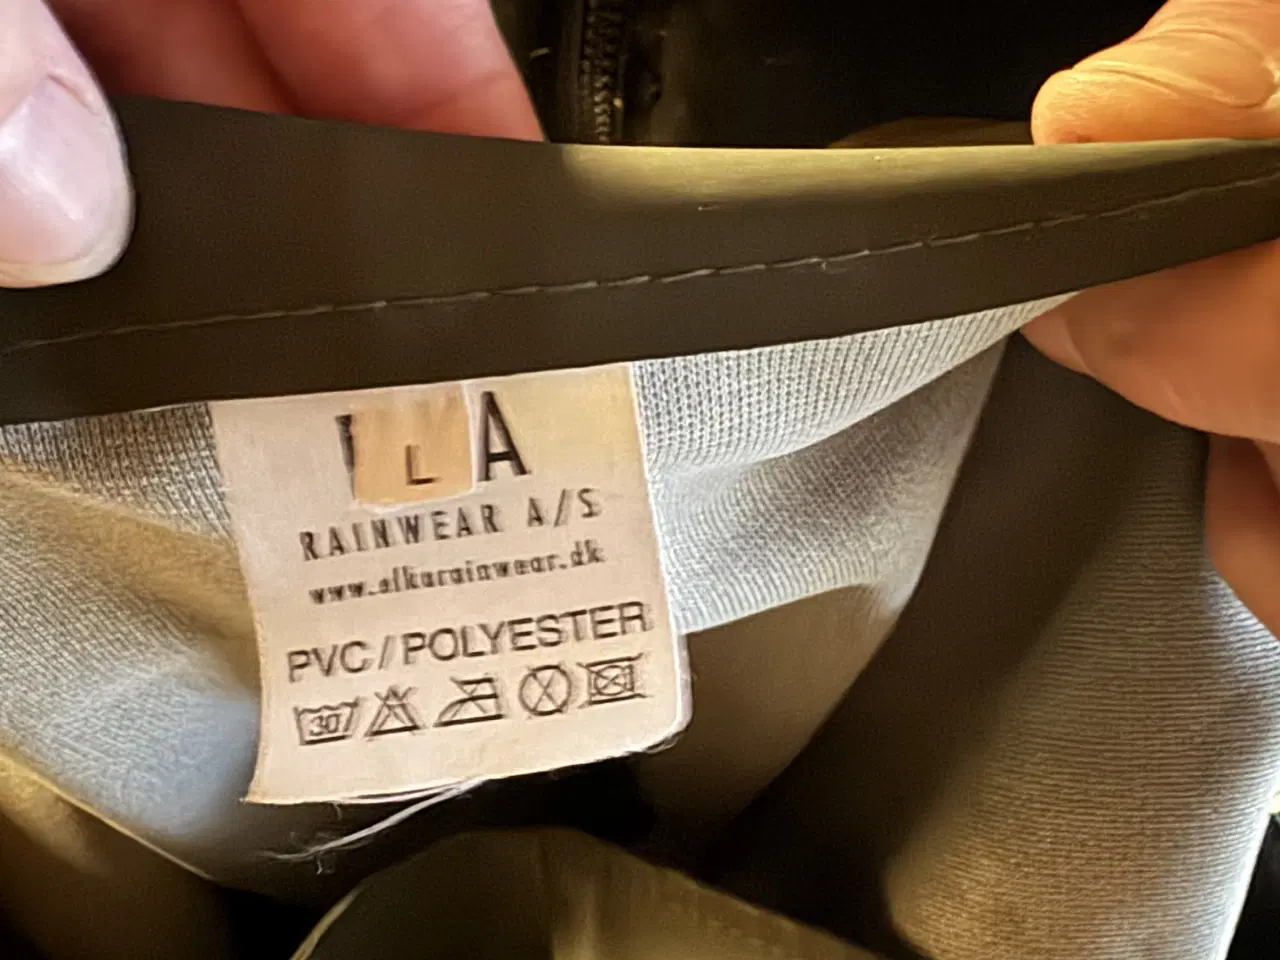 L A
RAINWEAR A/S
www.elkarainwear.dk
PVC/POLYESTER
30